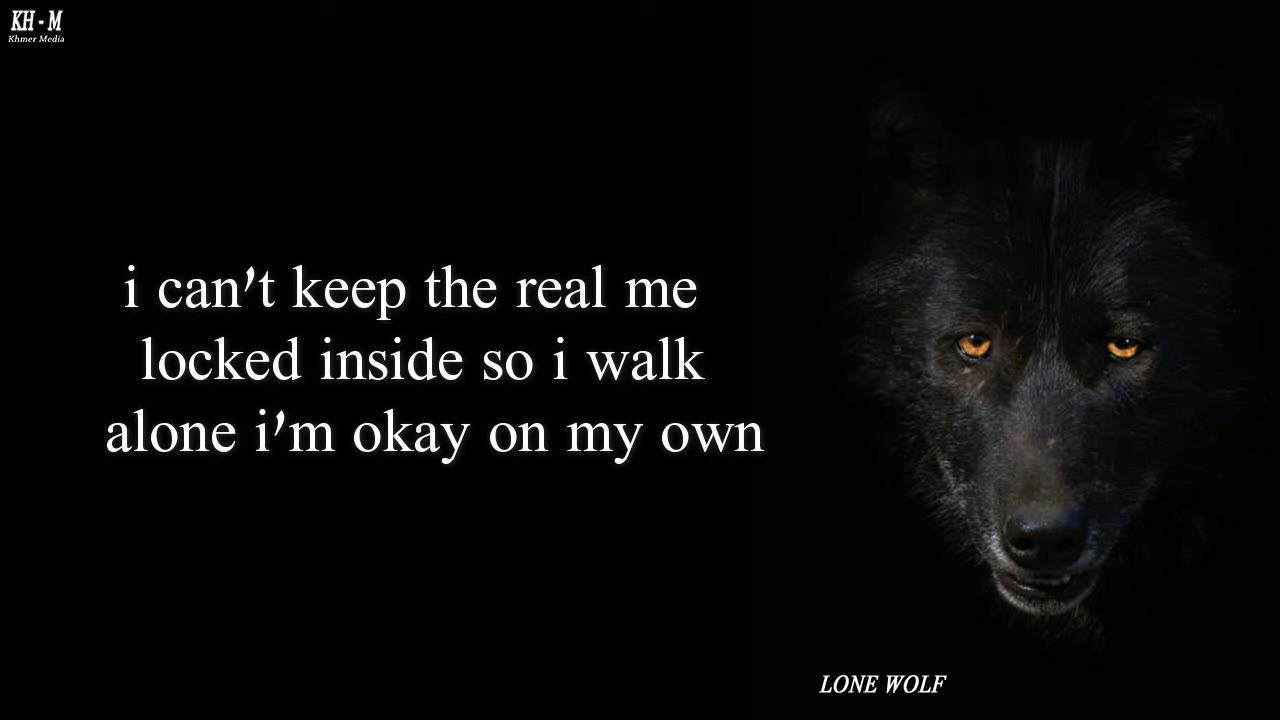 KH - M
Khmer Media
i can't keep the real me
locked inside so i walk
alone i'm okay on my own
LONE WOLF